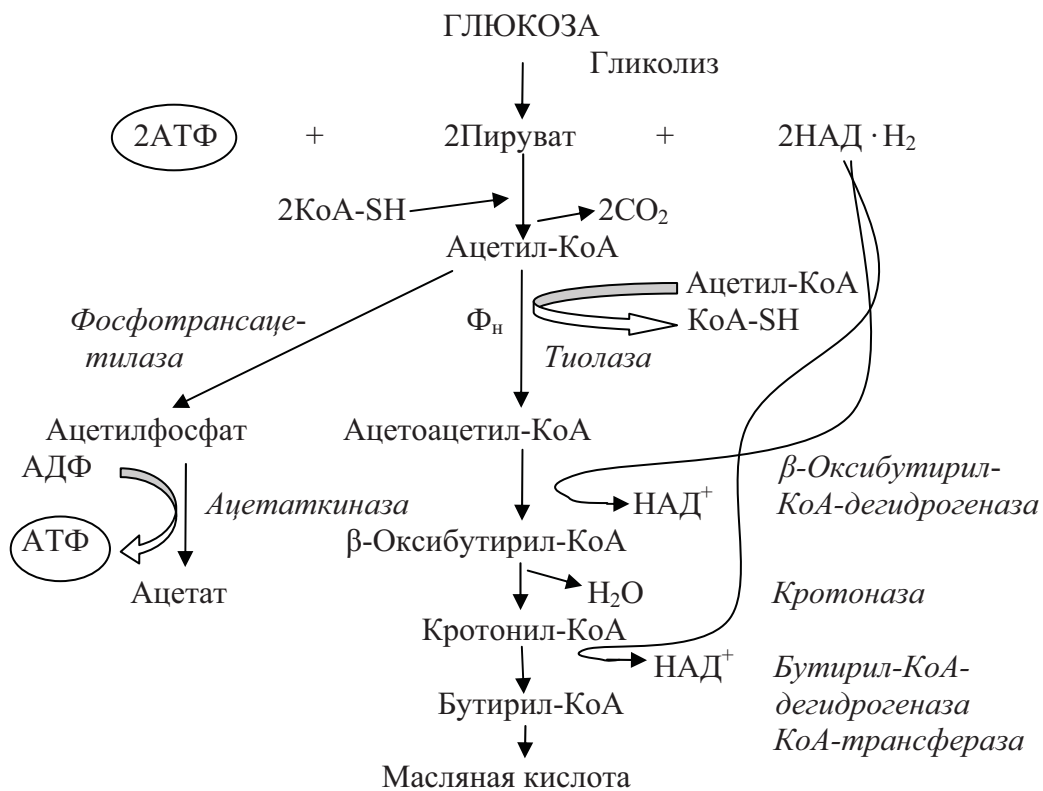 ГЛЮКОЗА
Гликолиз
2АТФ + 2Пируват + 2НАД · H₂
2КоА-SH
2CO₂
Ацетил-КоА
Ацетил-КоА
Фосфотрансаце-
тилаза
Фн
КоА-SH
Тиолаза
Ацетилфосфат
Ацетоацетил-КоА
АДФ
Ацетаткиназа
НАД⁺
β-Оксибутирил-
КоА-дегидрогеназа
АТФ
β-Оксибутирил-КоА
Ацетат
H₂O
Кротоназа
Кротонил-КоА
НАД⁺
Бутирил-КоА-
дегидрогеназа
Бутирил-КоА
КоА-трансфераза
Масляная кислота